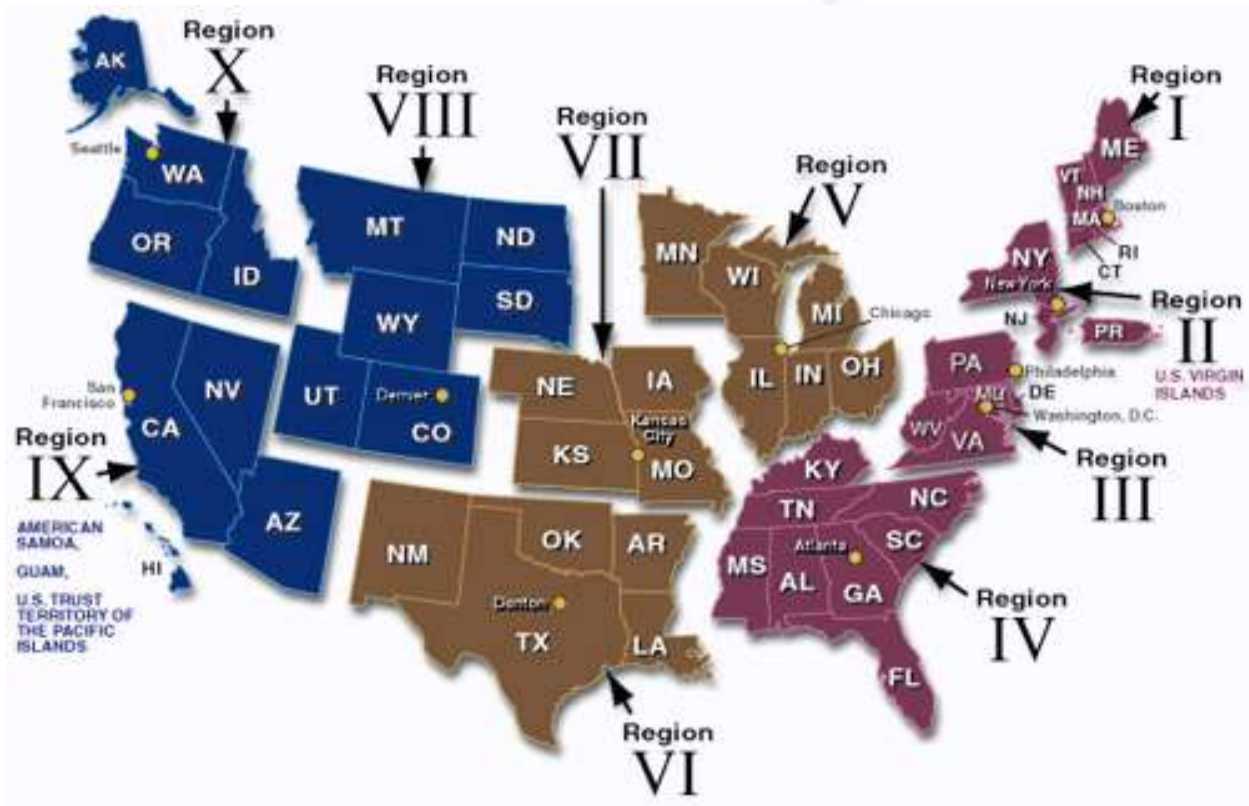 AK
Region
X
Region
VIII
Region
VII
Region
V
Region
I
Seattle
WA
OR
ID
MT
ND
SD
WY
MN
WI
MI
Chicago
ME
VT
NH
MA
Boston
RI
CT
NY
New York
NJ
PR
Region
II
U.S. VIRGIN
ISLANDS
San
Francisco
CA
NV
UT
Denver
CO
NE
IA
Kansas
City
KS
MO
IL
IN
OH
PA
Philadelphia
DE
MD
Washington, D.C.
WV
VA
Region
III
Region
IX
AMERICAN
SAMOA,
GUAM,
U.S. TRUST
TERRITORY OF
THE PACIFIC
ISLANDS
HI
AZ
NM
OK
AR
Denton
TX
LA
KY
TN
NC
SC
MS
AL
Atlanta
GA
FL
Region
IV
Region
VI